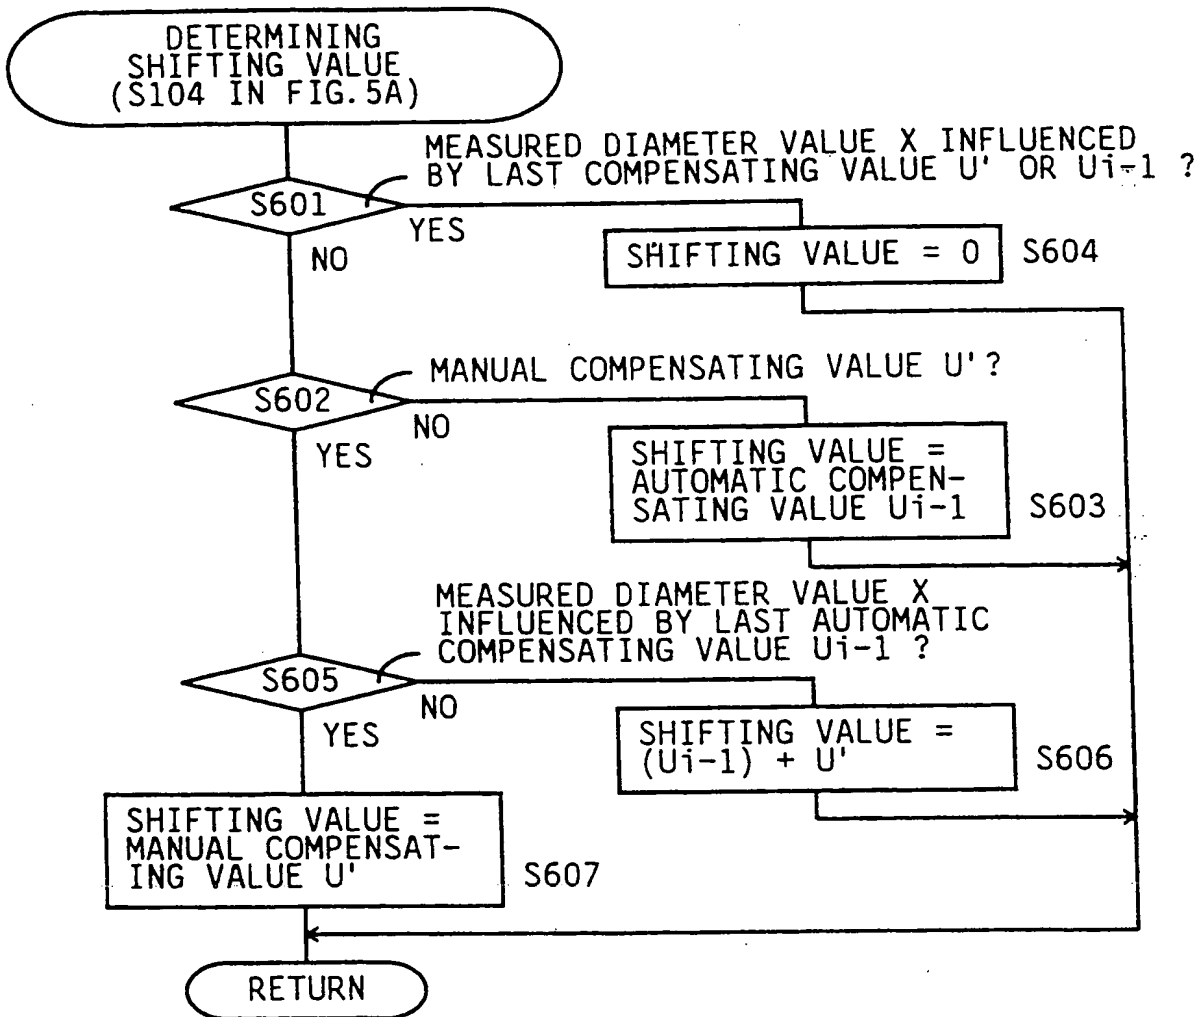 DETERMINING
SHIFTING VALUE
(S104 IN FIG.5A)
MEASURED DIAMETER VALUE X INFLUENCED
BY LAST COMPENSATING VALUE U' OR Ui-1 ?
S601
YES
NO
SHIFTING VALUE = 0
S604
MANUAL COMPENSATING VALUE U'?
S602
NO
YES
SHIFTING VALUE =
AUTOMATIC COMPEN-
SATING VALUE Ui-1
S603
MEASURED DIAMETER VALUE X
INFLUENCED BY LAST AUTOMATIC
COMPENSATING VALUE Ui-1 ?
S605
NO
YES
SHIFTING VALUE =
(Ui-1) + U'
S606
SHIFTING VALUE =
MANUAL COMPENSAT-
ING VALUE U'
S607
RETURN